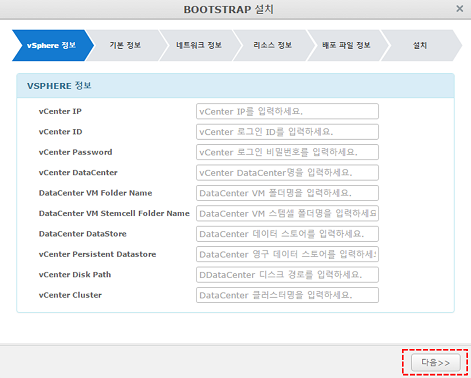 BOOTSTRAP 설치
×
vSphere 정보 기본 정보 네트워크 정보 리소스 정보 배포 파일 정보 설치
VSPHERE 정보
vCenter IP vCenter IP를 입력하세요.
vCenter ID vCenter 로그인 ID를 입력하세요.
vCenter Password vCenter 로그인 비밀번호를 입력하세요.
vCenter DataCenter vCenter DataCenter명을 입력하세요.
DataCenter VM Folder Name DataCenter VM 폴더명을 입력하세요.
DataCenter VM Stemcell Folder Name DataCenter VM 스템셀 폴더명을 입력하세요
DataCenter DataStore DataCenter 데이터 스토어를 입력하세요.
vCenter Persistent Datastore DataCenter 영구 데이터 스토어를 입력하세
vCenter Disk Path DDataCenter 디스크 경로를 입력하세요.
vCenter Cluster DataCenter 클러스터명을 입력하세요.
다음>>